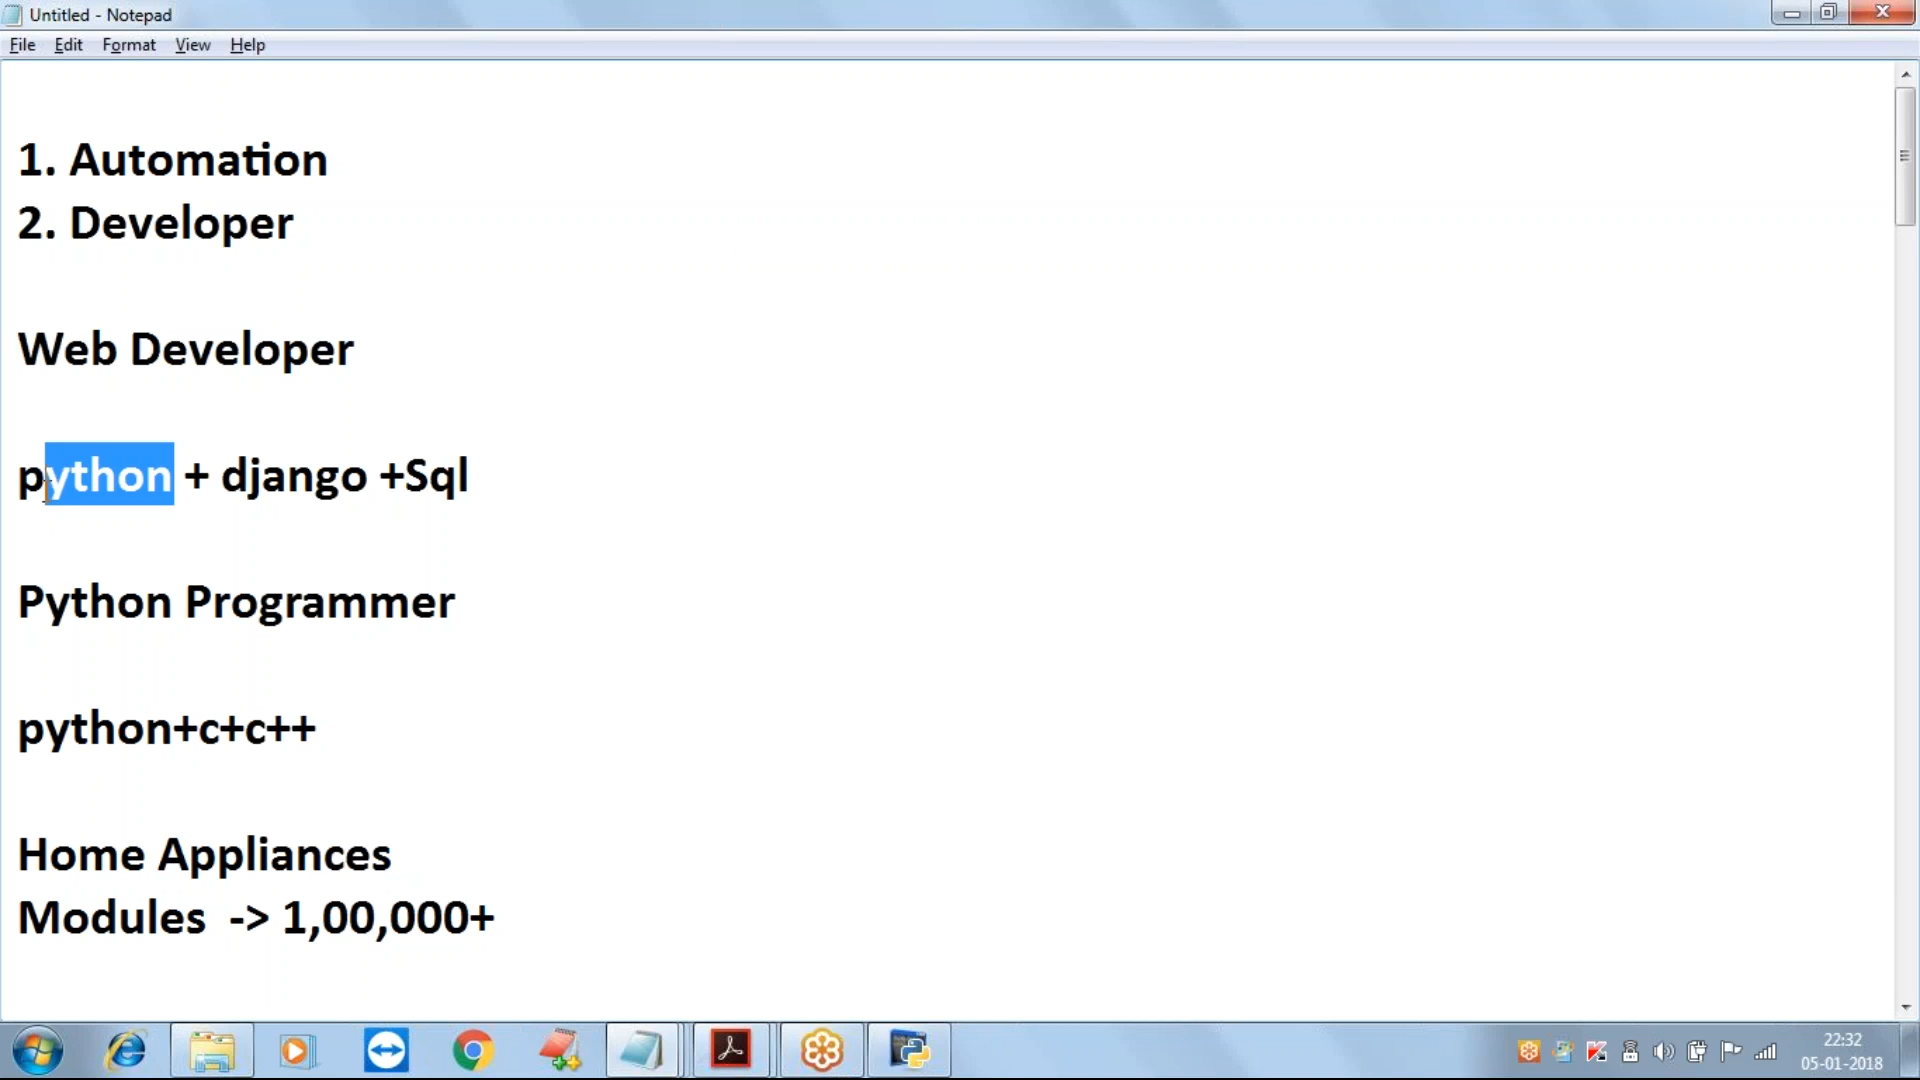 Untitled - Notepad
File Edit Format View Help
1. Automation
2. Developer
Web Developer
python + django +Sql
Python Programmer
python+c+c++
Home Appliances
Modules -> 1,00,000+
22:32
05-01-2018